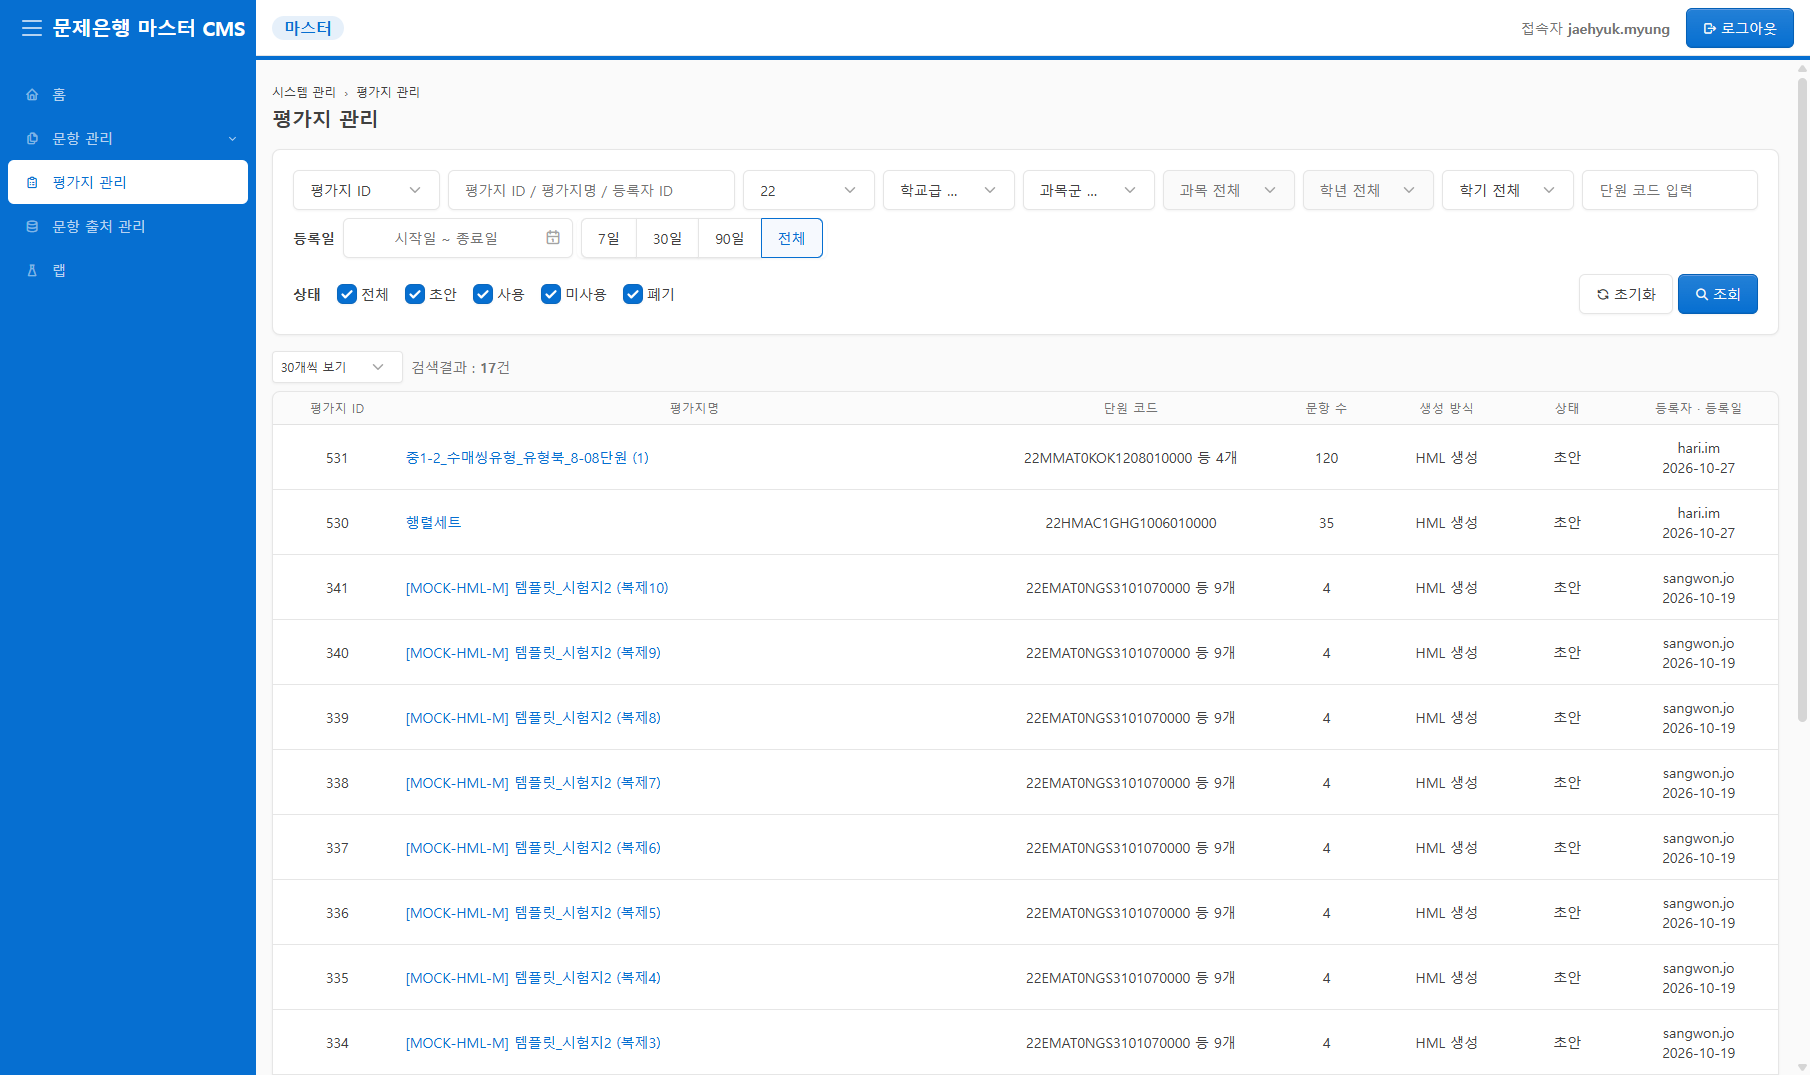 문제은행 마스터 CMS
홈
문항 관리
평가지 관리
문항 출처 관리
랩
마스터
접속자 jaehyuk.myung
로그아웃
시스템 관리 › 평가지 관리
평가지 관리
평가지 ID 평가지 ID / 평가지명 / 등록자 ID 22 학교급 ... 과목군 ... 과목 전체 학년 전체 학기 전체 단원 코드 입력
등록일 시작일 ~ 종료일 7일 30일 90일 전체
상태 전체 초안 사용 미사용 폐기 초기화 조회
30개씩 보기 검색결과 : 17건
평가지 ID 평가지명 단원 코드 문항 수 생성 방식 상태 등록자 · 등록일
531 중1-2_수매씽유형_유형북_8-08단원 (1) 22MMAT0KOK1208010000 등 4개 120 HML 생성 초안 hari.im
2026-10-27
530 행렬세트 22HMAC1GHG1006010000 35 HML 생성 초안 hari.im
2026-10-27
341 [MOCK-HML-M] 템플릿_시험지2 (복제10) 22EMAT0NGS3101070000 등 9개 4 HML 생성 초안 sangwon.jo
2026-10-19
340 [MOCK-HML-M] 템플릿_시험지2 (복제9) 22EMAT0NGS3101070000 등 9개 4 HML 생성 초안 sangwon.jo
2026-10-19
339 [MOCK-HML-M] 템플릿_시험지2 (복제8) 22EMAT0NGS3101070000 등 9개 4 HML 생성 초안 sangwon.jo
2026-10-19
338 [MOCK-HML-M] 템플릿_시험지2 (복제7) 22EMAT0NGS3101070000 등 9개 4 HML 생성 초안 sangwon.jo
2026-10-19
337 [MOCK-HML-M] 템플릿_시험지2 (복제6) 22EMAT0NGS3101070000 등 9개 4 HML 생성 초안 sangwon.jo
2026-10-19
336 [MOCK-HML-M] 템플릿_시험지2 (복제5) 22EMAT0NGS3101070000 등 9개 4 HML 생성 초안 sangwon.jo
2026-10-19
335 [MOCK-HML-M] 템플릿_시험지2 (복제4) 22EMAT0NGS3101070000 등 9개 4 HML 생성 초안 sangwon.jo
2026-10-19
334 [MOCK-HML-M] 템플릿_시험지2 (복제3) 22EMAT0NGS3101070000 등 9개 4 HML 생성 초안 sangwon.jo
2026-10-19